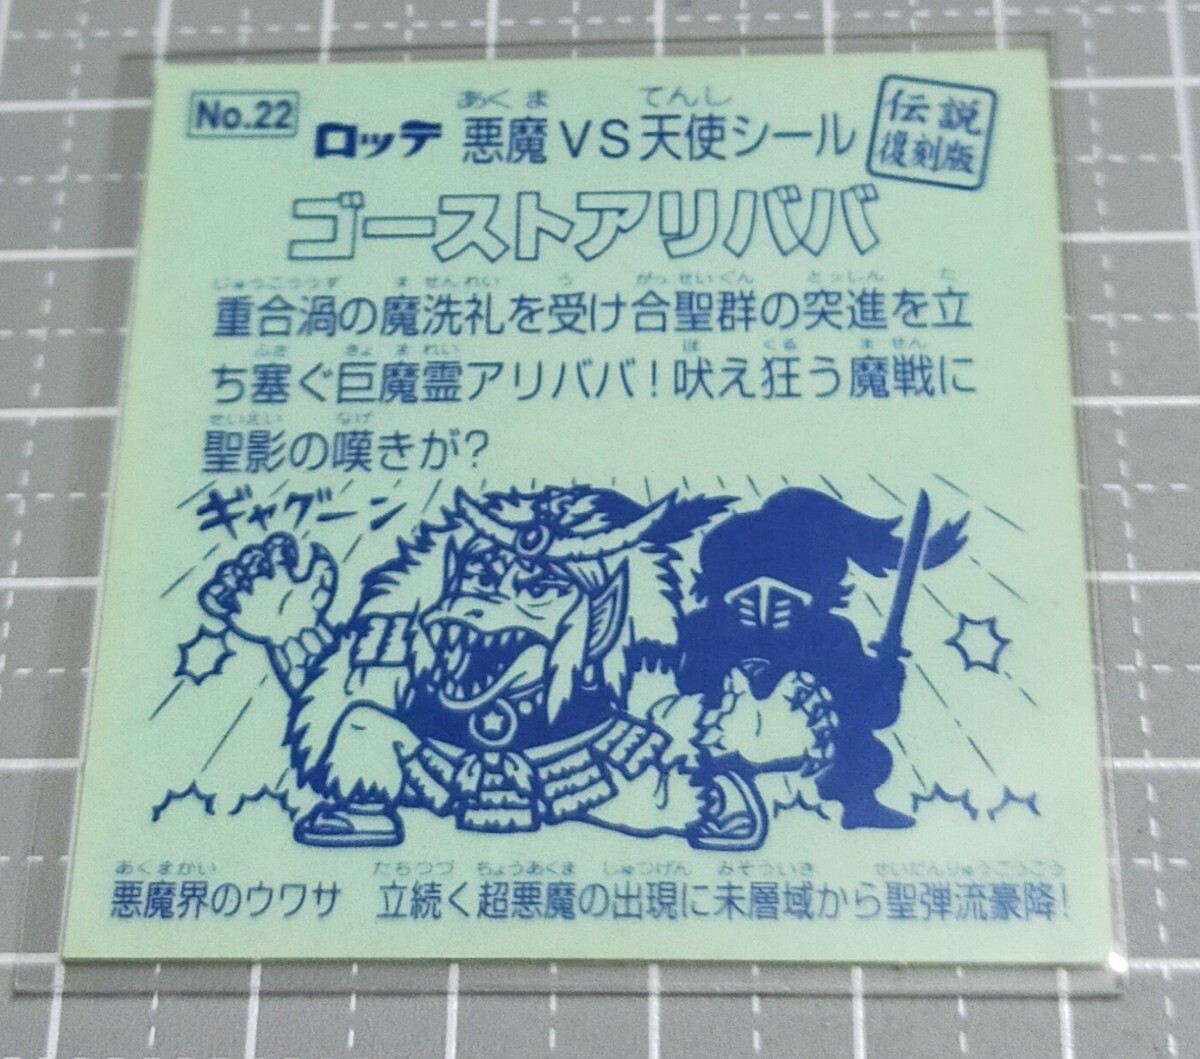 No.22
あくま てんし
ロッテ 悪魔VS天使シール
伝説
復刻版
ゴーストアリババ
じゅうごううず ませんれい う がっせいぐん とっしん た
重合渦の魔洗礼を受け合聖群の突進を立
ふさ きょまれい ほ くる ません
ち塞ぐ巨魔霊アリババ!吠え狂う魔戦に
せいえい なげ
聖影の嘆きが?
ギャグーン
あくまかい たちつづ ちょうあくま しゅつげん みそういき せいだんりゅうごうこう
悪魔界のウワサ 立続く超悪魔の出現に未層域から聖弾流豪降!